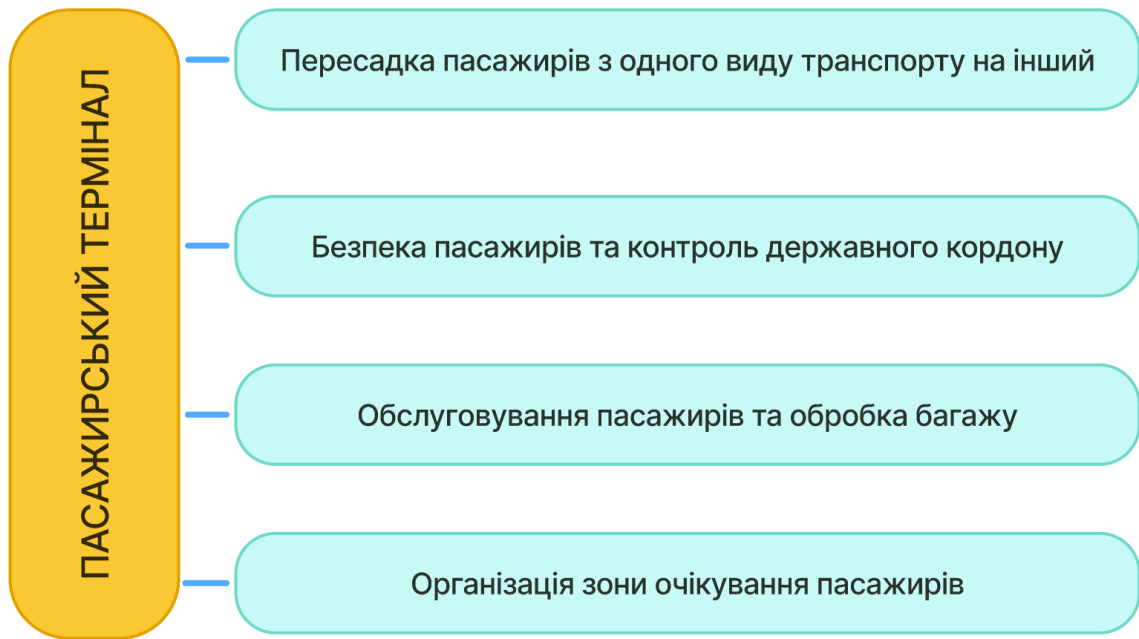 ПАСАЖИРСЬКИЙ ТЕРМІНАЛ
Пересадка пасажирів з одного виду транспорту на інший
Безпека пасажирів та контроль державного кордону
Обслуговування пасажирів та обробка багажу
Організація зони очікування пасажирів